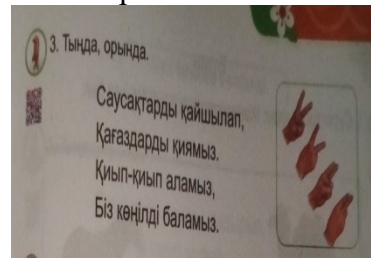 3. Тыңда, орында.
Саусақтарды қайшылап,
Қағаздарды қиямыз.
Қиып-қиып аламыз,
Біз көңілді баламыз.